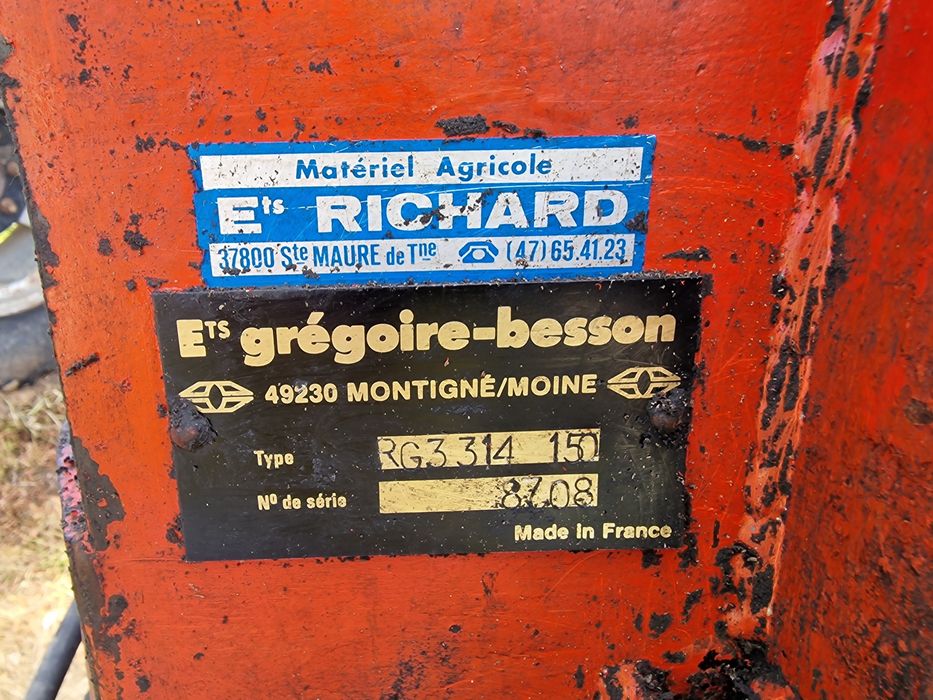 Matériel Agricole
Ets RICHARD
37800 Ste MAURE de Tne (47) 65.41.23
Ets grégoire-besson
49230 MONTIGNÉ/MOINE
Type RG3 314 150
No de série 8708
Made in France